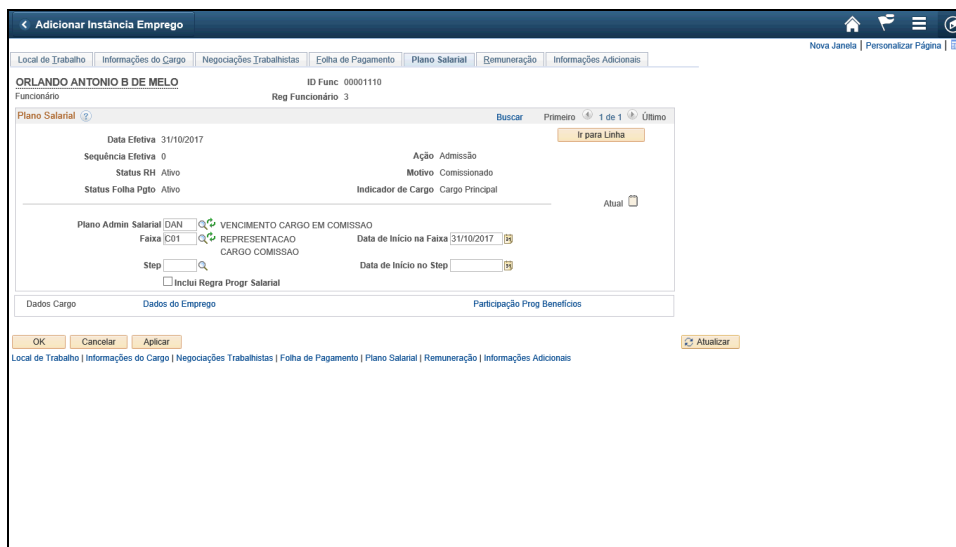 Adicionar Instância Emprego
Nova Janela | Personalizar Página |
Local de Trabalho Informações do Cargo Negociações Trabalhistas Folha de Pagamento Plano Salarial Remuneração Informações Adicionais
ORLANDO ANTONIO B DE MELO ID Func 00001110
Funcionário Reg Funcionário 3
Plano Salarial Buscar Primeiro 1 de 1 Último
Ir para Linha
Data Efetiva 31/10/2017
Sequência Efetiva 0 Ação Admissão
Status RH Ativo Motivo Comissionado
Status Folha Pgto Ativo Indicador de Cargo Cargo Principal
Atual
Plano Admin Salarial DAN VENCIMENTO CARGO EM COMISSAO
Faixa C01 REPRESENTACAO Data de Início na Faixa 31/10/2017
CARGO COMISSAO
Step Data de Início no Step
Inclui Regra Progr Salarial
Dados Cargo Dados do Emprego Participação Prog Benefícios
OK Cancelar Aplicar Atualizar
Local de Trabalho | Informações do Cargo | Negociações Trabalhistas | Folha de Pagamento | Plano Salarial | Remuneração | Informações Adicionais